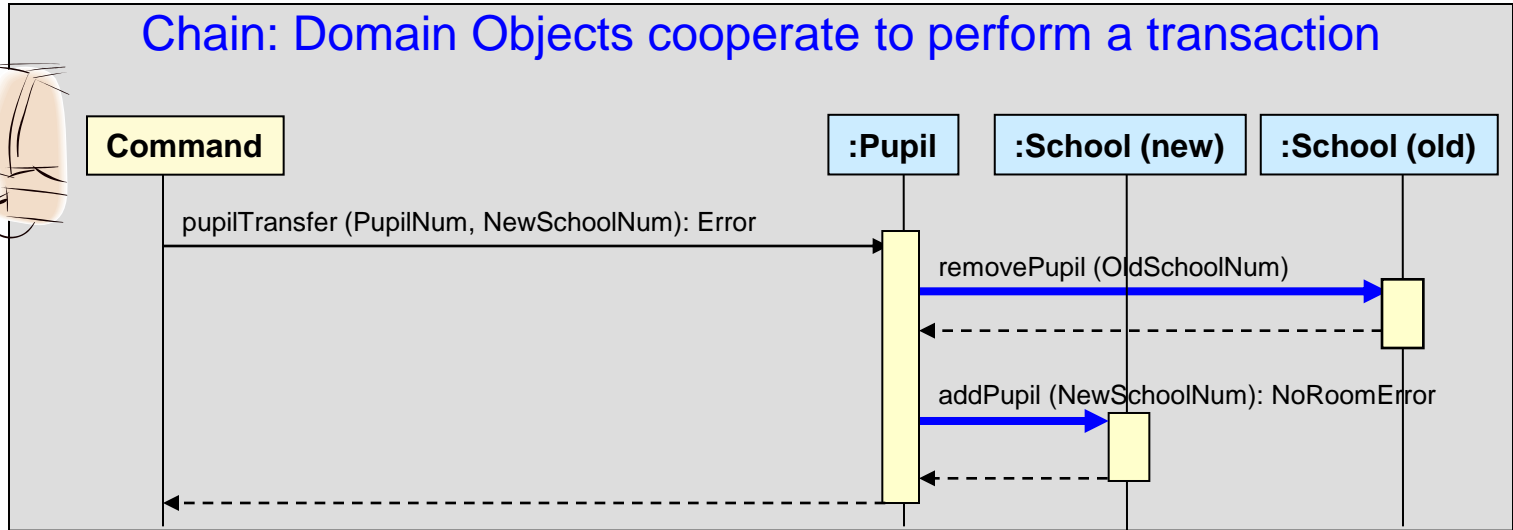 Chain: Domain Objects cooperate to perform a transaction
Command
:Pupil
:School (new)
:School (old)
pupilTransfer (PupilNum, NewSchoolNum): Error
removePupil (OldSchoolNum)
addPupil (NewSchoolNum): NoRoomError